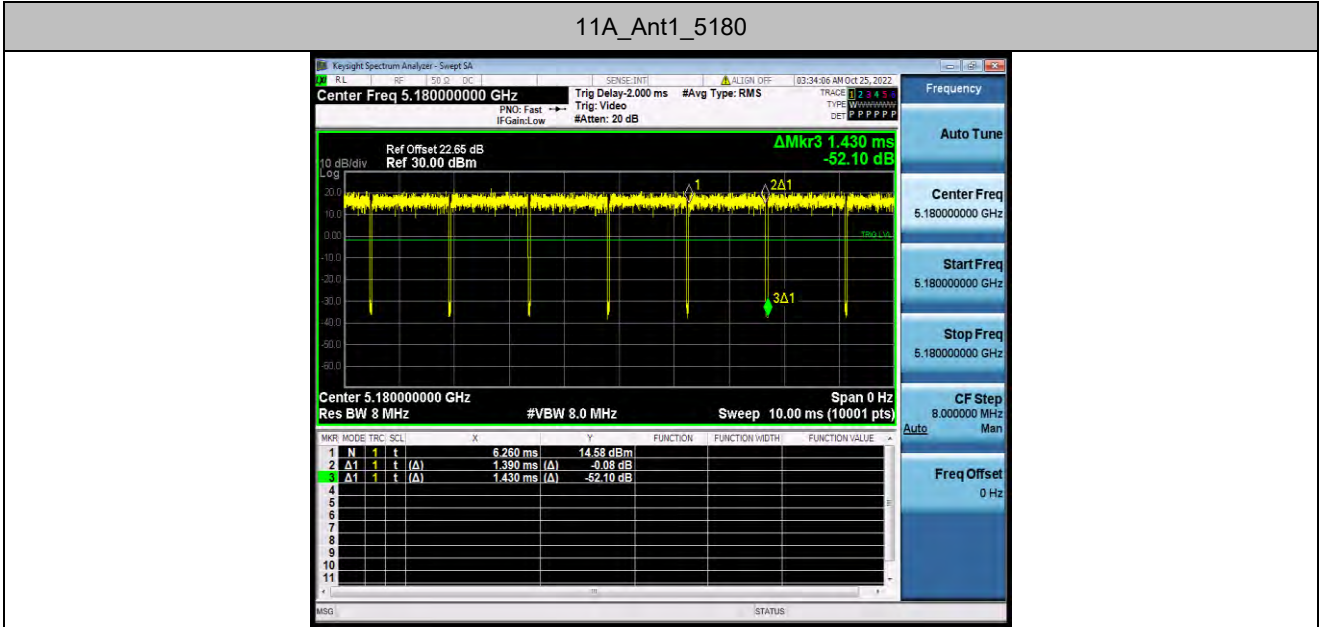 11A_Ant1_5180
Keysight Spectrum Analyzer - Swept SA
RL RF 50 Ω DC SENSE:INT ALIGN OFF 03:34:06 AM Oct 25, 2022
Center Freq 5.180000000 GHz
PNO: Fast
IFGain:Low
Trig Delay-2.000 ms #Avg Type: RMS
Trig: Video
#Atten: 20 dB
TRACE 1 2 3 4 5 6
TYPE WWWWWW
DET P P P P P P
Ref Offset 22.65 dB
10 dB/div Ref 30.00 dBm
Log
ΔMkr3 1.430 ms
-52.10 dB
20.0
10.0
0.00
-10.0
-20.0
-30.0
-40.0
-50.0
-60.0
1
2Δ1
TRIG LVL
3Δ1
Center 5.180000000 GHz Span 0 Hz
Res BW 8 MHz #VBW 8.0 MHz Sweep 10.00 ms (10001 pts)
MKR MODE TRC SCL X Y FUNCTION FUNCTION WIDTH FUNCTION VALUE
1 N 1 t 6.260 ms 14.58 dBm
2 Δ1 1 t (Δ) 1.390 ms (Δ) -0.08 dB
3 Δ1 1 t (Δ) 1.430 ms (Δ) -52.10 dB
4
5
6
7
8
9
10
11
MSG STATUS
Frequency
Auto Tune
Center Freq
5.180000000 GHz
Start Freq
5.180000000 GHz
Stop Freq
5.180000000 GHz
CF Step
8.000000 MHz
Auto Man
Freq Offset
0 Hz